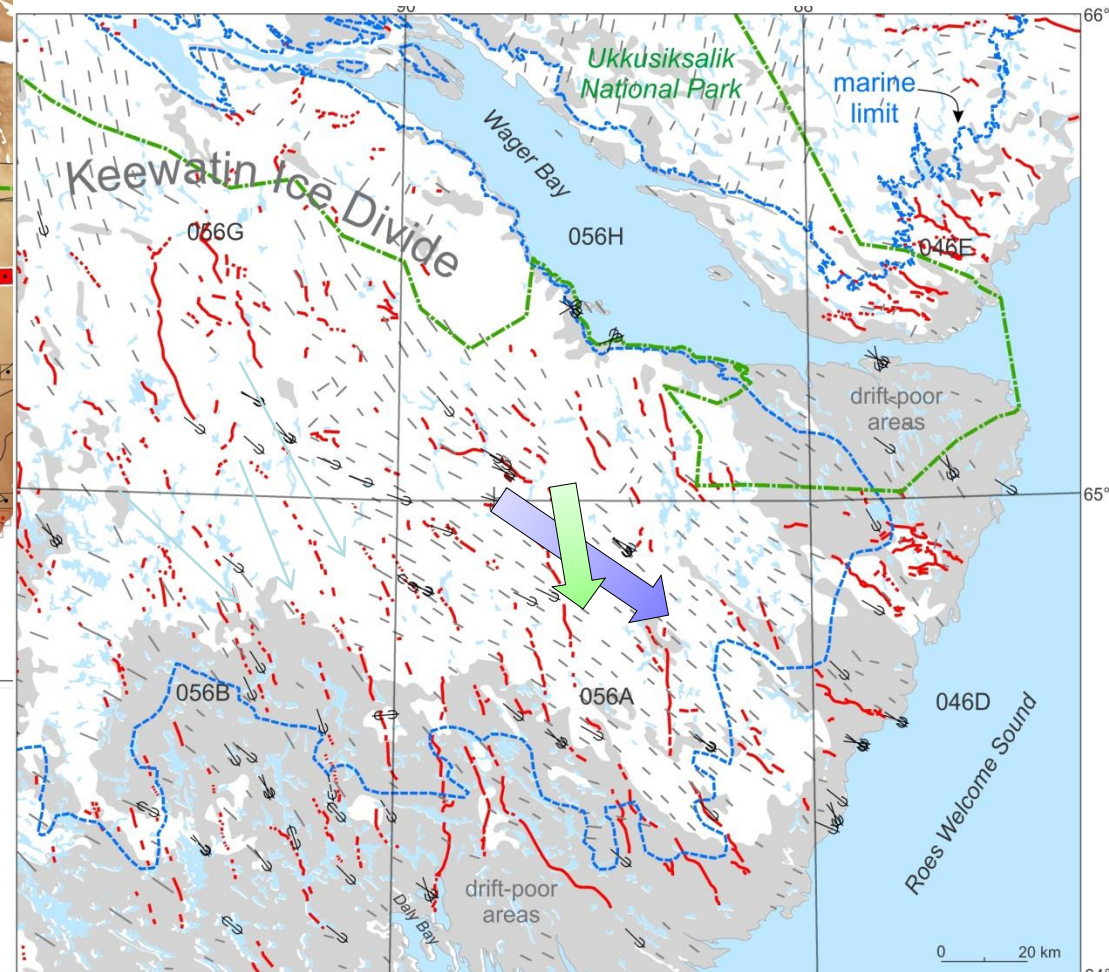 90
88
66°
Ukkusiksalik
National Park
marine
limit
Wager Bay
Keewatin Ice Divide
056G
056H
046E
drift-poor
areas
65°
056B
056A
046D
Roes Welcome Sound
drift-poor
areas
Daly Bay
0
20 km